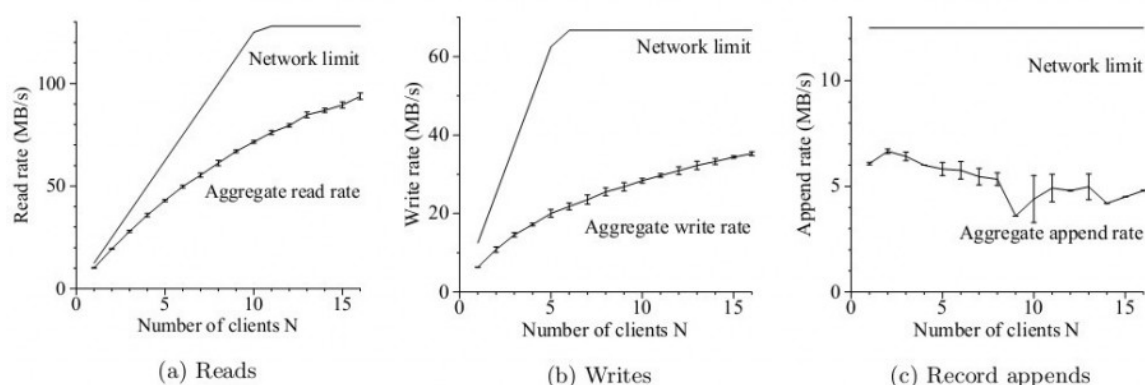 Read rate (MB/s)
100
50
0
Network limit
Aggregate read rate
0
5
10
15
Number of clients N
(a) Reads
Write rate (MB/s)
60
40
20
0
Network limit
Aggregate write rate
0
5
10
15
Number of clients N
(b) Writes
Append rate (MB/s)
10
5
0
Network limit
Aggregate append rate
0
5
10
15
Number of clients N
(c) Record appends